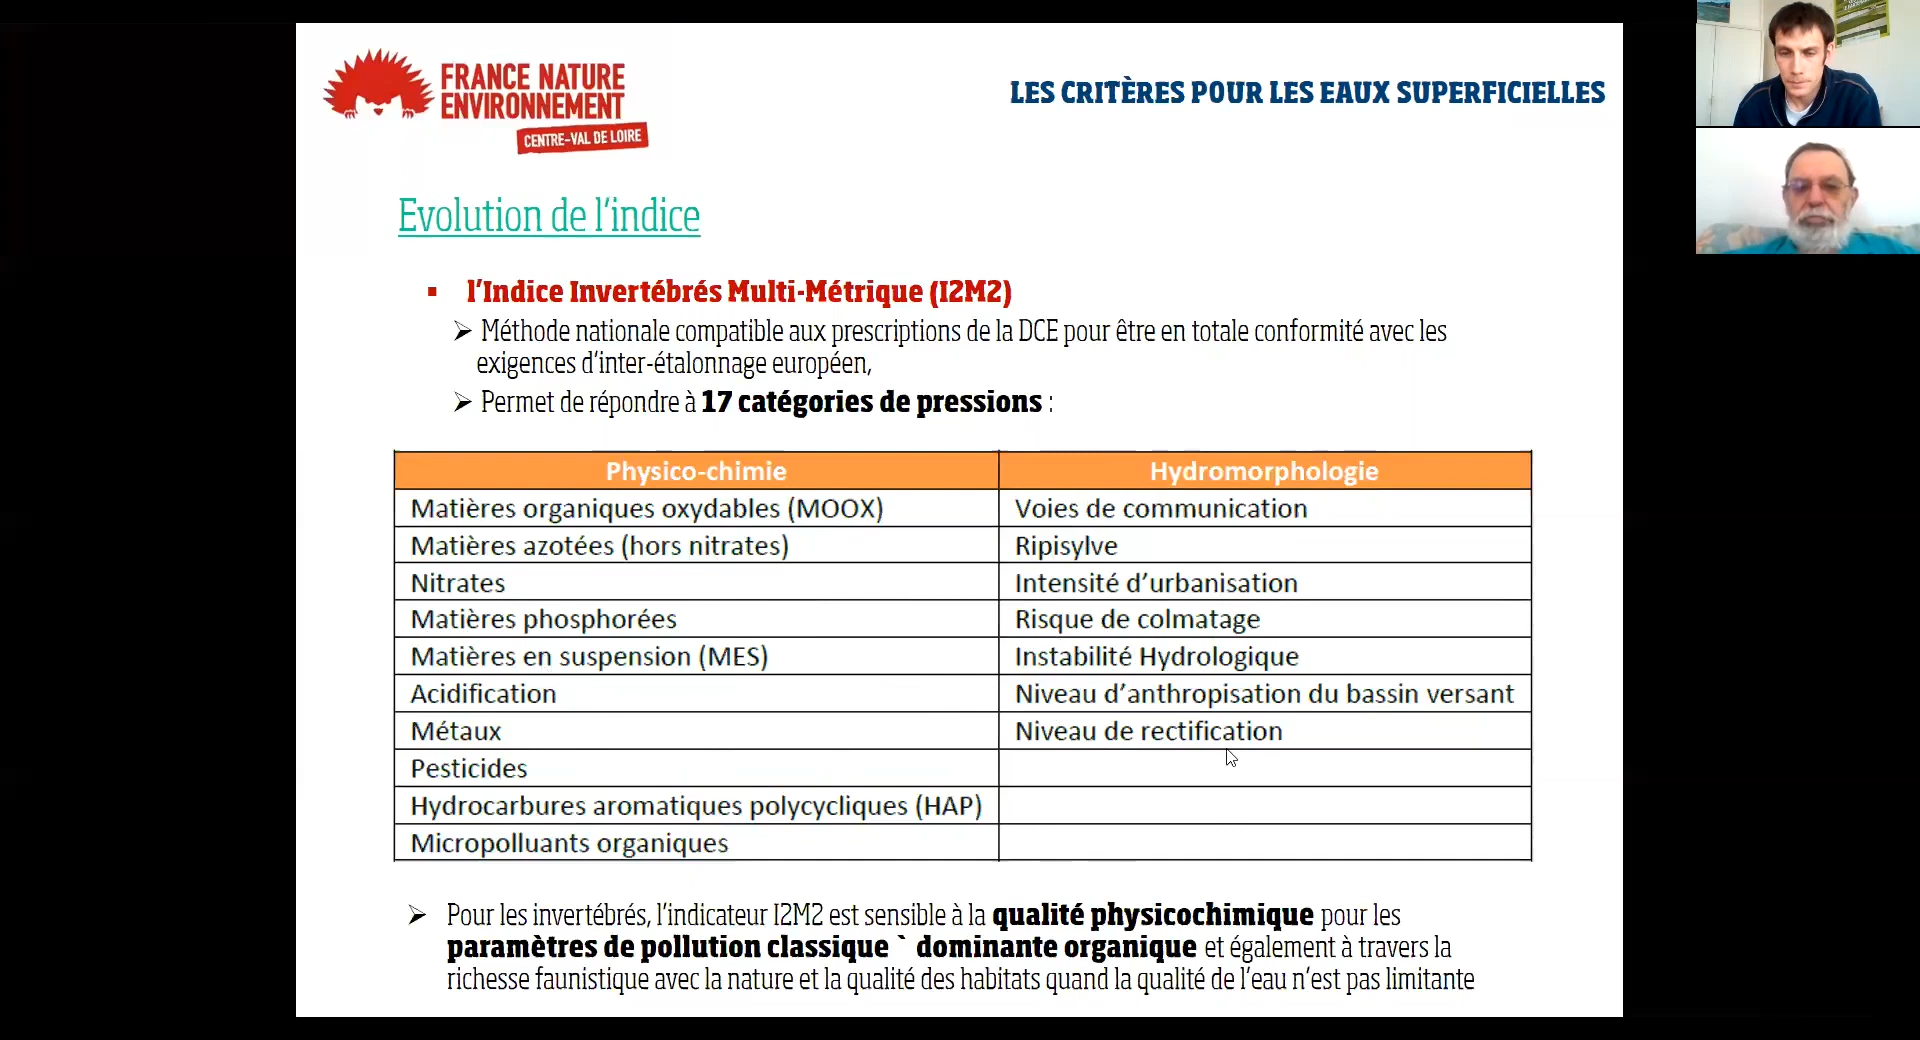 FRANCE NATURE
ENVIRONNEMENT
CENTRE-VAL DE LOIRE
LES CRITÈRES POUR LES EAUX SUPERFICIELLES
Evolution de l'indice
▪ l'Indice Invertébrés Multi-Métrique (I2M2)
➢ Méthode nationale compatible aux prescriptions de la DCE pour être en totale conformité avec les
exigences d'inter-étalonnage européen,
➢ Permet de répondre à 17 catégories de pressions :
Physico-chimie Hydromorphologie
Matières organiques oxydables (MOOX) Voies de communication
Matières azotées (hors nitrates) Ripisylve
Nitrates Intensité d'urbanisation
Matières phosphorées Risque de colmatage
Matières en suspension (MES) Instabilité Hydrologique
Acidification Niveau d'anthropisation du bassin versant
Métaux Niveau de rectification
Pesticides
Hydrocarbures aromatiques polycycliques (HAP)
Micropolluants organiques
➢ Pour les invertébrés, l'indicateur I2M2 est sensible à la qualité physicochimique pour les
paramètres de pollution classique ` dominante organique et également à travers la
richesse faunistique avec la nature et la qualité des habitats quand la qualité de l'eau n'est pas limitante